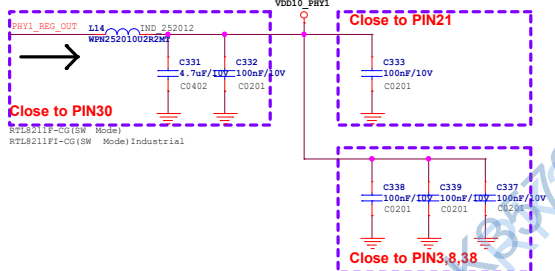 VDD10_PHY1
PHY1_REG_OUT
L14 IND_252012
WPN252010U2R2MT
Close to PIN21
C331
4.7uF/10V
C0402
C332
100nF/10V
C0201
C333
100nF/10V
C0201
Close to PIN30
RTL8211F-CG(SW Mode)
RTL8211FI-CG(SW Mode)Industrial
C338
100nF/10V
C0201
C339
100nF/10V
C0201
C337
100nF/10V
C0201
Close to PIN3,8,38